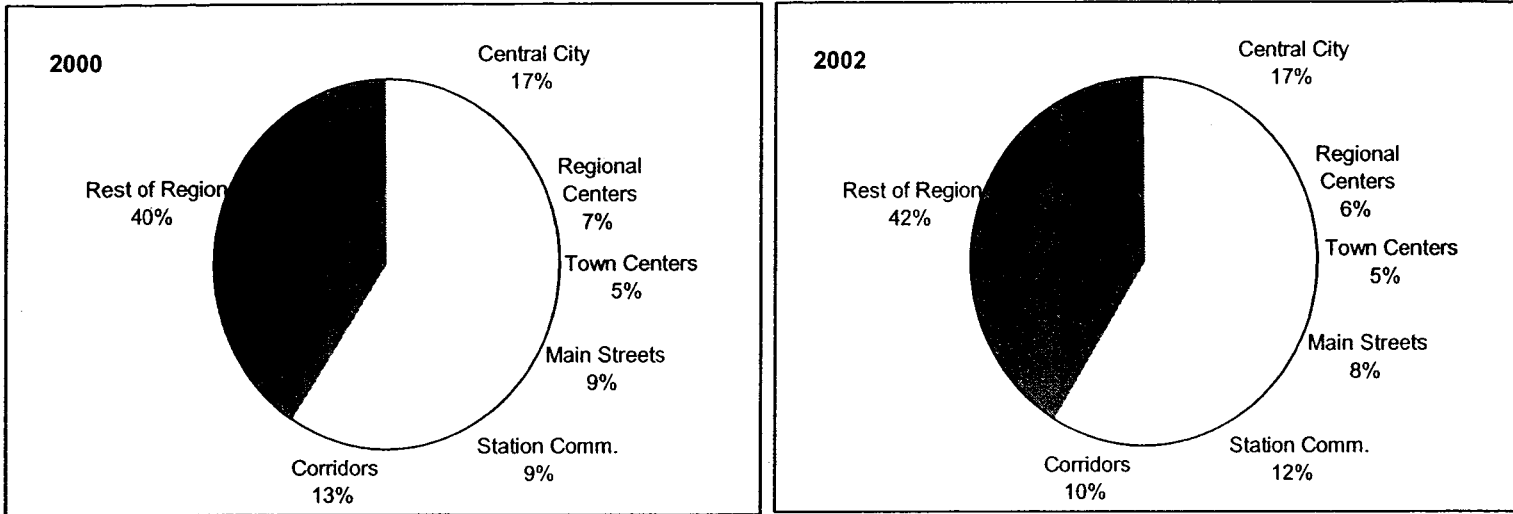 2000
Central City
17%
Regional
Centers
7%
Town Centers
5%
Main Streets
9%
Station Comm.
9%
Corridors
13%
Rest of Region
40%
2002
Central City
17%
Regional
Centers
6%
Town Centers
5%
Main Streets
8%
Station Comm.
12%
Corridors
10%
Rest of Region
42%